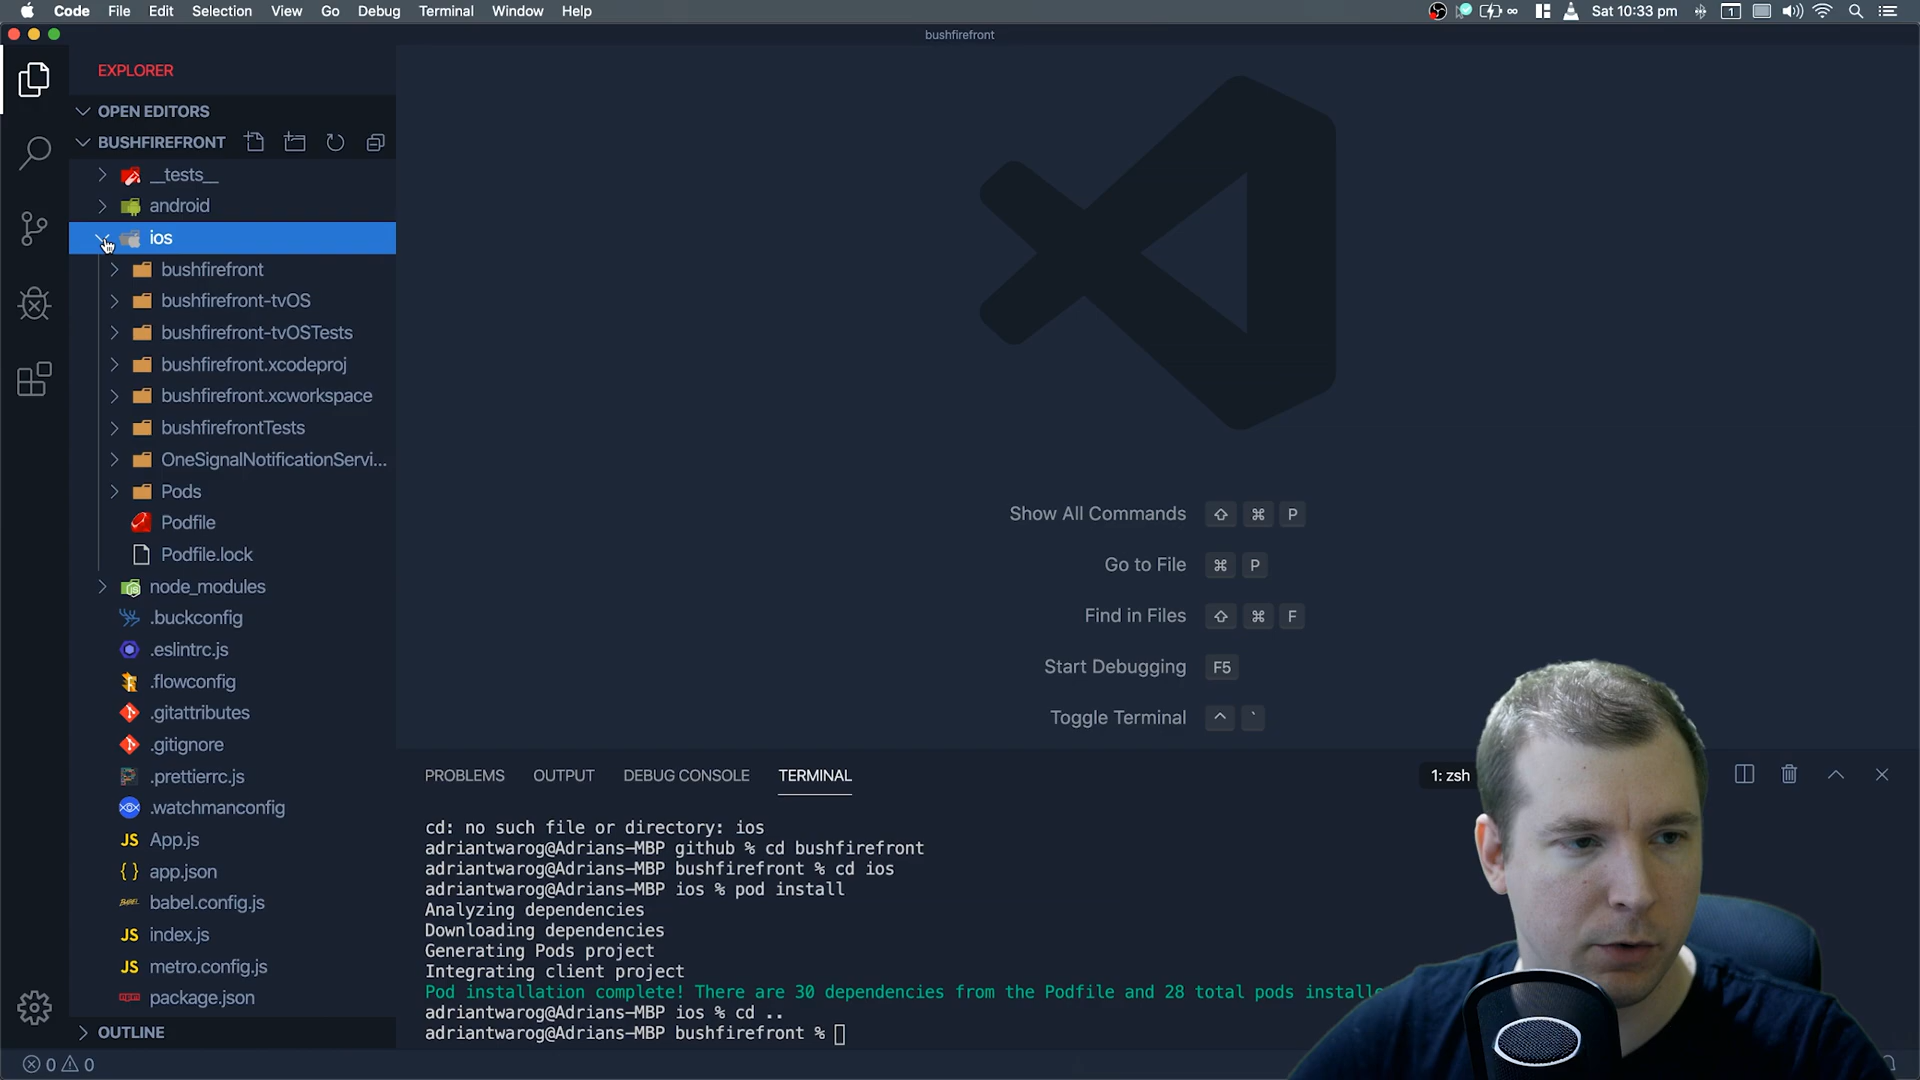 Code File Edit Selection View Go Debug Terminal Window Help
Sat 10:33 pm
bushfirefront
EXPLORER
OPEN EDITORS
BUSHFIREFRONT
__tests__
android
ios
bushfirefront
bushfirefront-tvOS
bushfirefront-tvOSTests
bushfirefront.xcodeproj
bushfirefront.xcworkspace
bushfirefrontTests
OneSignalNotificationServi...
Pods
Podfile
Podfile.lock
node_modules
.buckconfig
.eslintrc.js
.flowconfig
.gitattributes
.gitignore
.prettierrc.js
.watchmanconfig
JS App.js
{ } app.json
BABEL babel.config.js
JS index.js
JS metro.config.js
npm package.json
OUTLINE
0 0
Show All Commands ⇧ ⌘ P
Go to File ⌘ P
Find in Files ⇧ ⌘ F
Start Debugging F5
Toggle Terminal ^ `
PROBLEMS OUTPUT DEBUG CONSOLE TERMINAL
1: zsh
cd: no such file or directory: ios
adriantwarog@Adrians-MBP github % cd bushfirefront
adriantwarog@Adrians-MBP bushfirefront % cd ios
adriantwarog@Adrians-MBP ios % pod install
Analyzing dependencies
Downloading dependencies
Generating Pods project
Integrating client project
Pod installation complete! There are 30 dependencies from the Podfile and 28 total pods installe
adriantwarog@Adrians-MBP ios % cd ..
adriantwarog@Adrians-MBP bushfirefront %